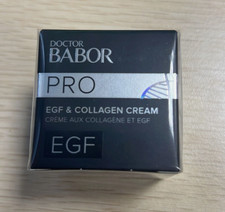 DOCTOR
BABOR
PRO
EGF & COLLAGEN CREAM
CRÈME AUX COLLAGÈNE ET EGF
EGF